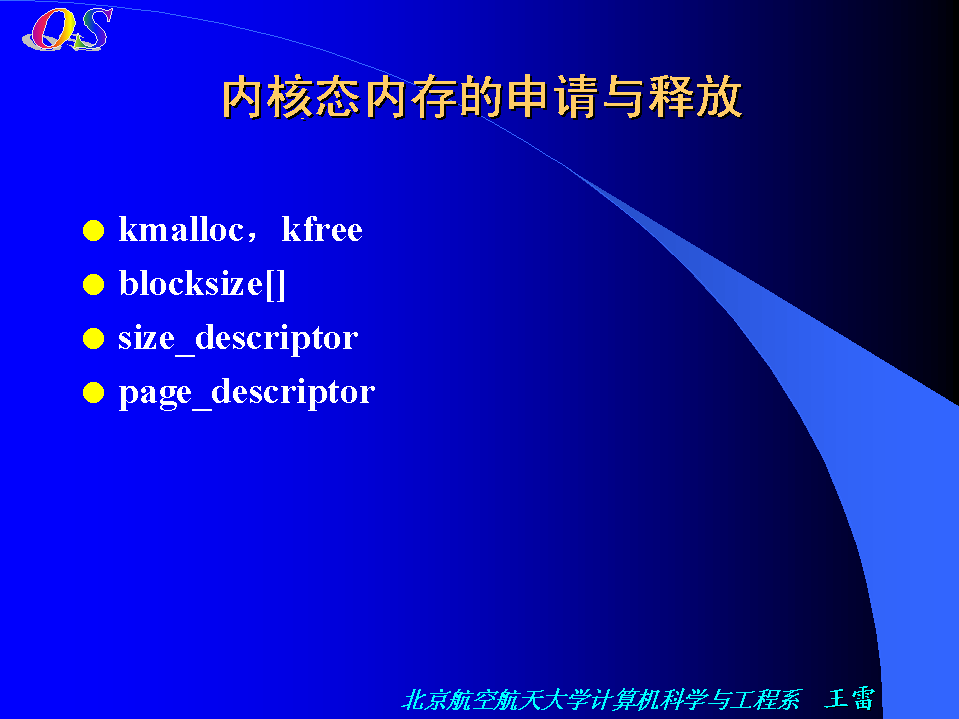 OS
内核态内存的申请与释放
kmalloc，kfree
blocksize[]
size_descriptor
page_descriptor
北京航空航天大学计算机科学与工程系 王雷